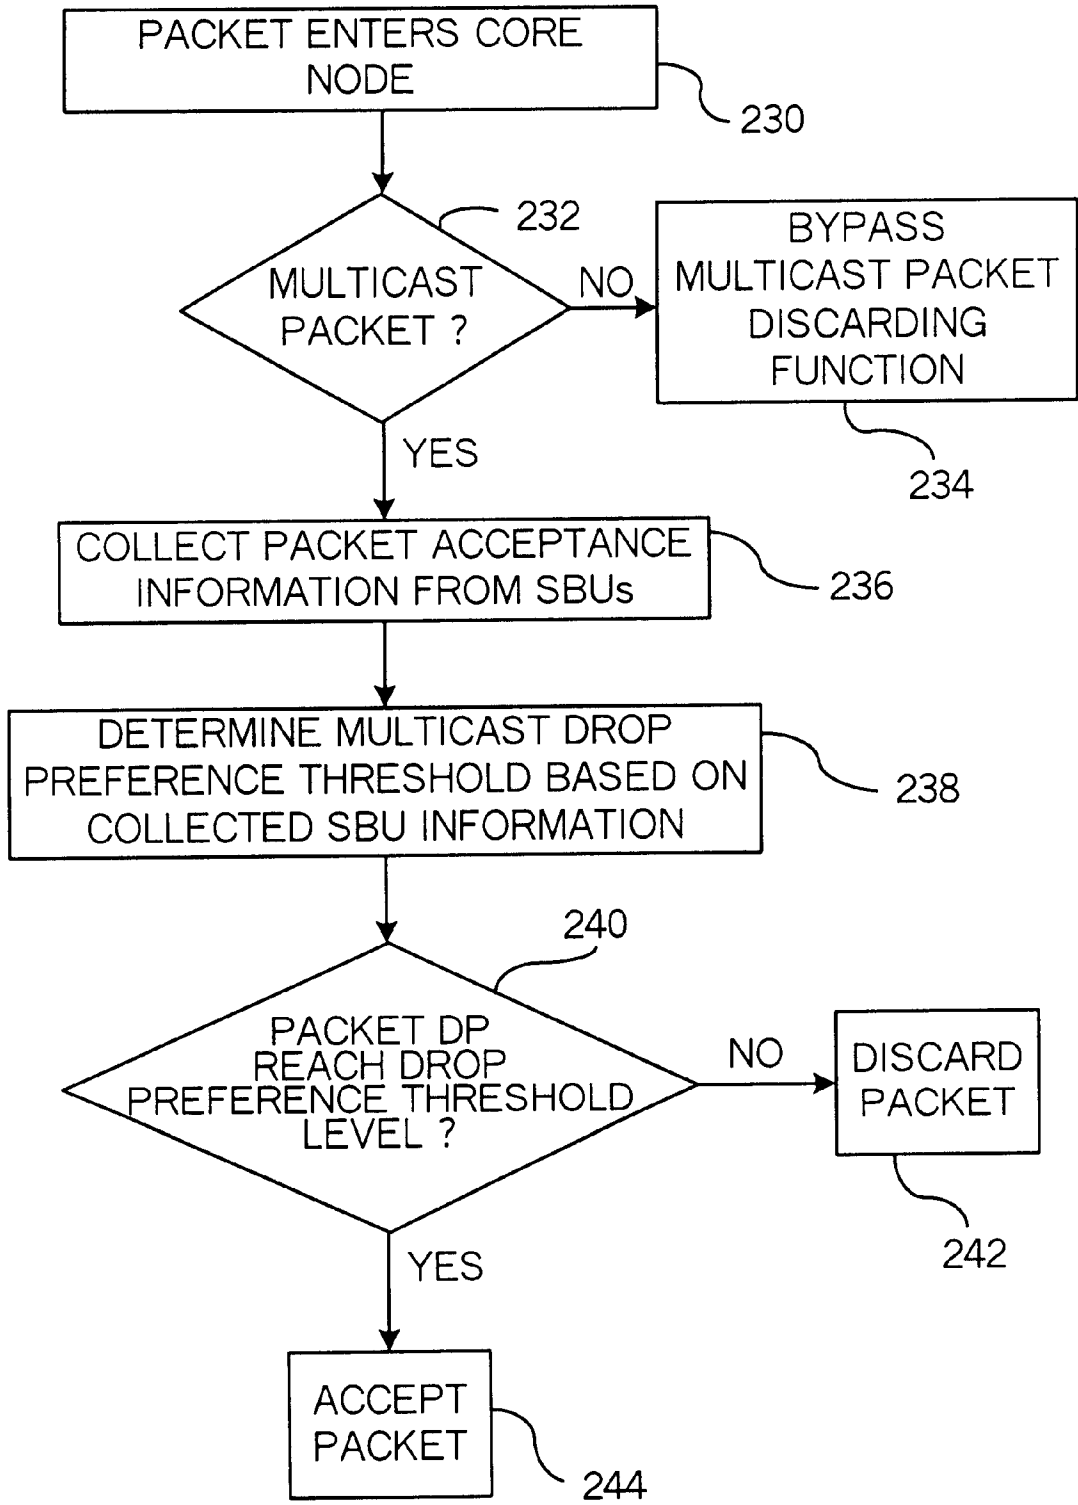 PACKET ENTERS CORE
NODE
230
232
MULTICAST
PACKET ?
NO
BYPASS
MULTICAST PACKET
DISCARDING
FUNCTION
234
YES
COLLECT PACKET ACCEPTANCE
INFORMATION FROM SBUs
236
DETERMINE MULTICAST DROP
PREFERENCE THRESHOLD BASED ON
COLLECTED SBU INFORMATION
238
240
PACKET DP
REACH DROP
PREFERENCE THRESHOLD
LEVEL ?
NO
DISCARD
PACKET
242
YES
ACCEPT
PACKET
244